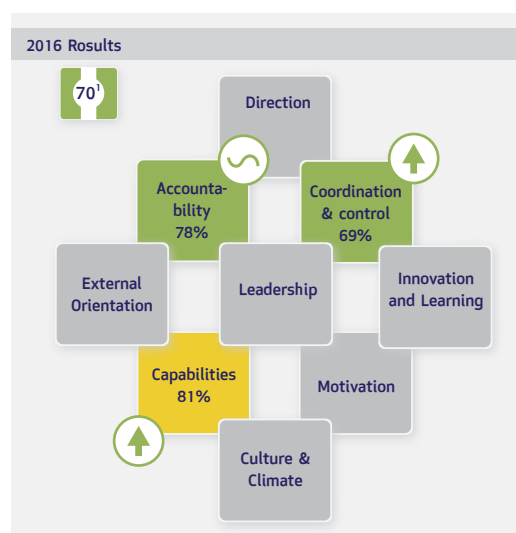 2016 Rosults
70¹
Direction
Accounta-
bility
78%
Coordination
& control
69%
External
Orientation
Leadership
Innovation
and Learning
Capabilities
81%
Motivation
Culture &
Climate